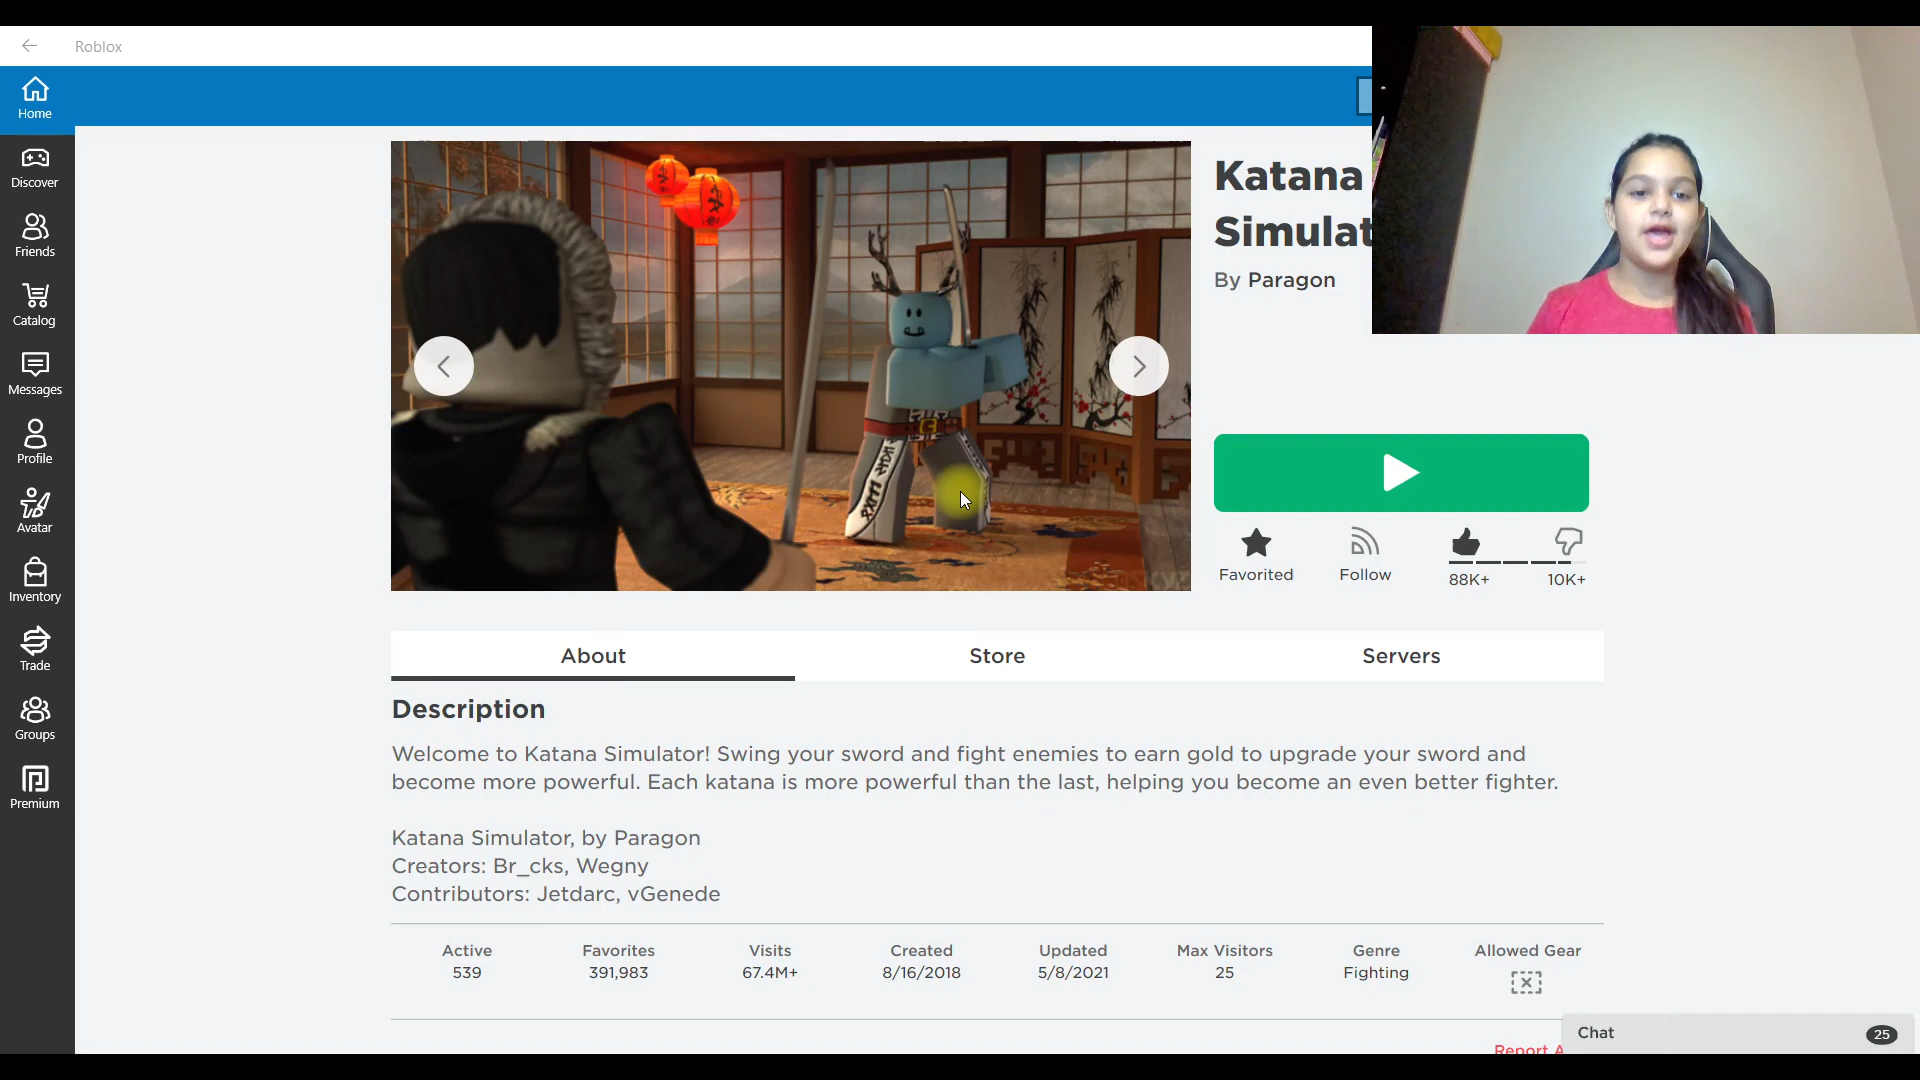 Roblox
Home
Discover
Friends
Catalog
Messages
Profile
Avatar
Inventory
Trade
Groups
Premium
Katana
Simulat
By Paragon
Favorited
Follow
88K+
10K+
About
Store
Servers
Description
Welcome to Katana Simulator! Swing your sword and fight enemies to earn gold to upgrade your sword and
become more powerful. Each katana is more powerful than the last, helping you become an even better fighter.
Katana Simulator, by Paragon
Creators: Br_cks, Wegny
Contributors: Jetdarc, vGenede
Active Favorites Visits Created Updated Max Visitors Genre Allowed Gear
539 391,983 67.4M+ 8/16/2018 5/8/2021 25 Fighting
Chat 25
Report A